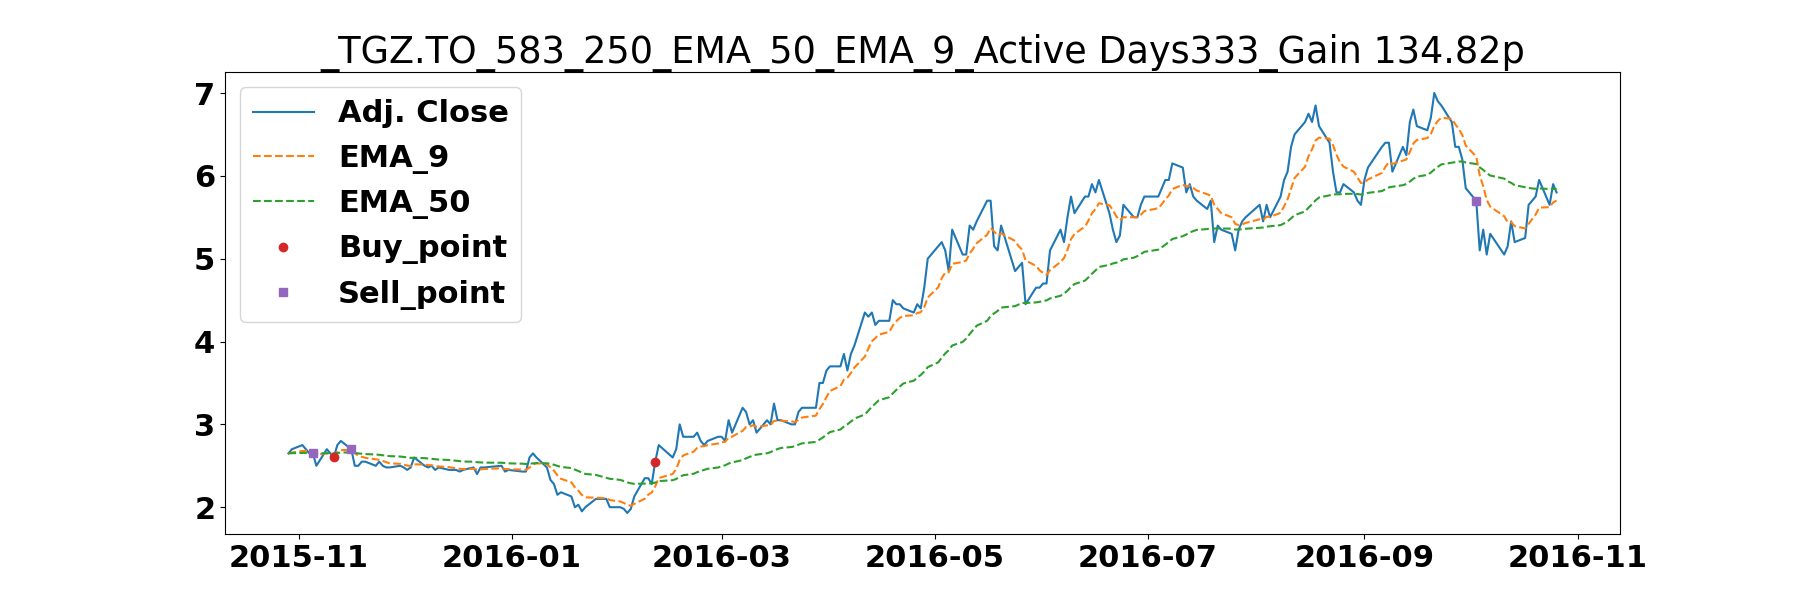 _TGZ.TO_583_250_EMA_50_EMA_9_Active Days333_Gain 134.82p
7
6
5
4
3
2
Adj. Close
EMA_9
EMA_50
Buy_point
Sell_point
2015-11 2016-01 2016-03 2016-05 2016-07 2016-09 2016-11